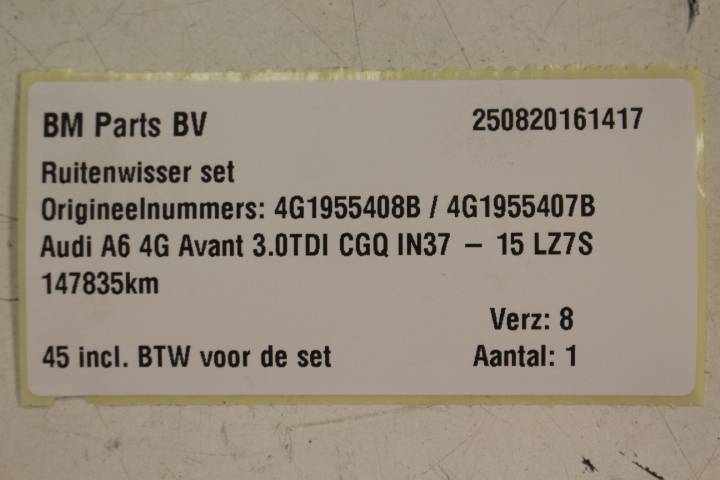 BM Parts BV 250820161417
Ruitenwisser set
Origineelnummers: 4G1955408B / 4G1955407B
Audi A6 4G Avant 3.0TDI CGQ IN37 – 15 LZ7S
147835km
Verz: 8
45 incl. BTW voor de set Aantal: 1